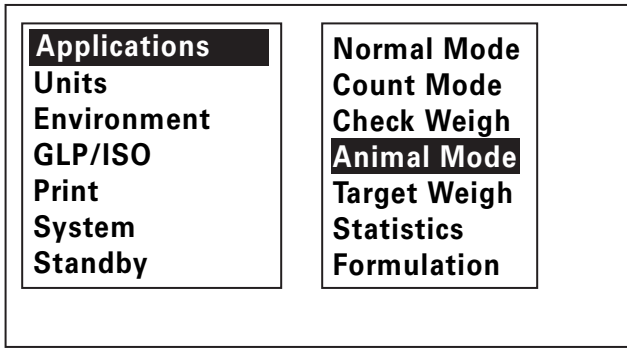 Applications
Units
Environment
GLP/ISO
Print
System
Standby
Normal Mode
Count Mode
Check Weigh
Animal Mode
Target Weigh
Statistics
Formulation